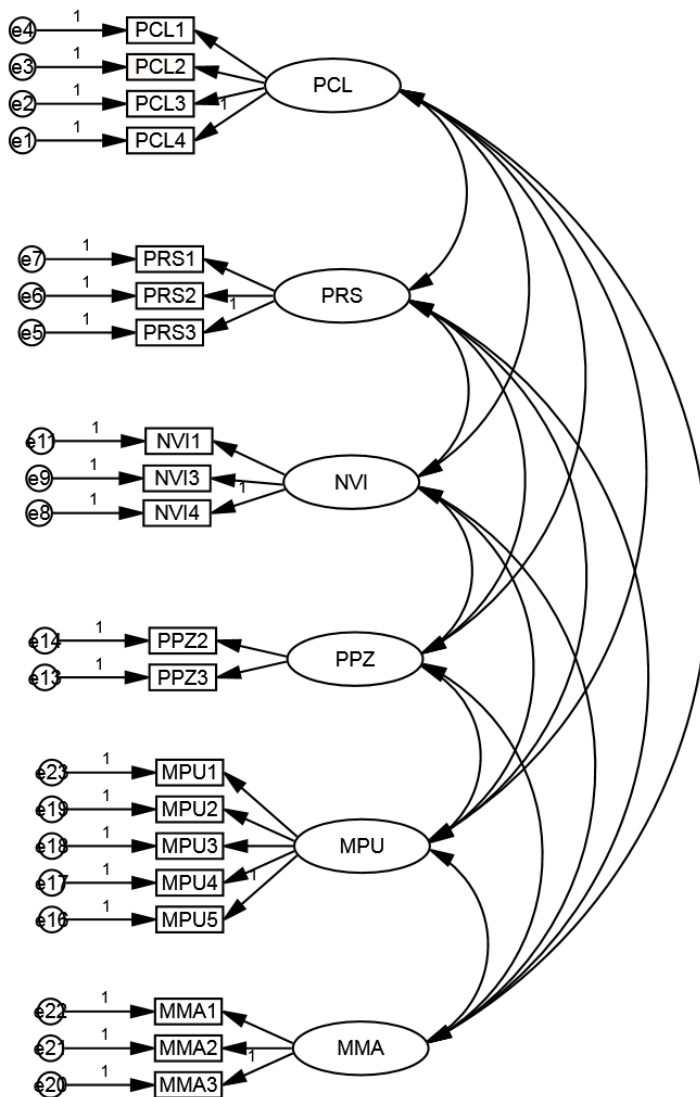 e4 1 PCL1
e3 1 PCL2 PCL
e2 1 PCL3 1
e1 1 PCL4
e7 1 PRS1
e6 1 PRS2 1 PRS
e5 1 PRS3
e11 1 NVI1
e9 1 NVI3 1 NVI
e8 1 NVI4
e14 1 PPZ2 PPZ
e13 1 PPZ3
e23 1 MPU1
e19 1 MPU2
e18 1 MPU3 MPU
e17 1 MPU4 1
e16 1 MPU5
e22 1 MMA1
e21 1 MMA2 1 MMA
e20 1 MMA3